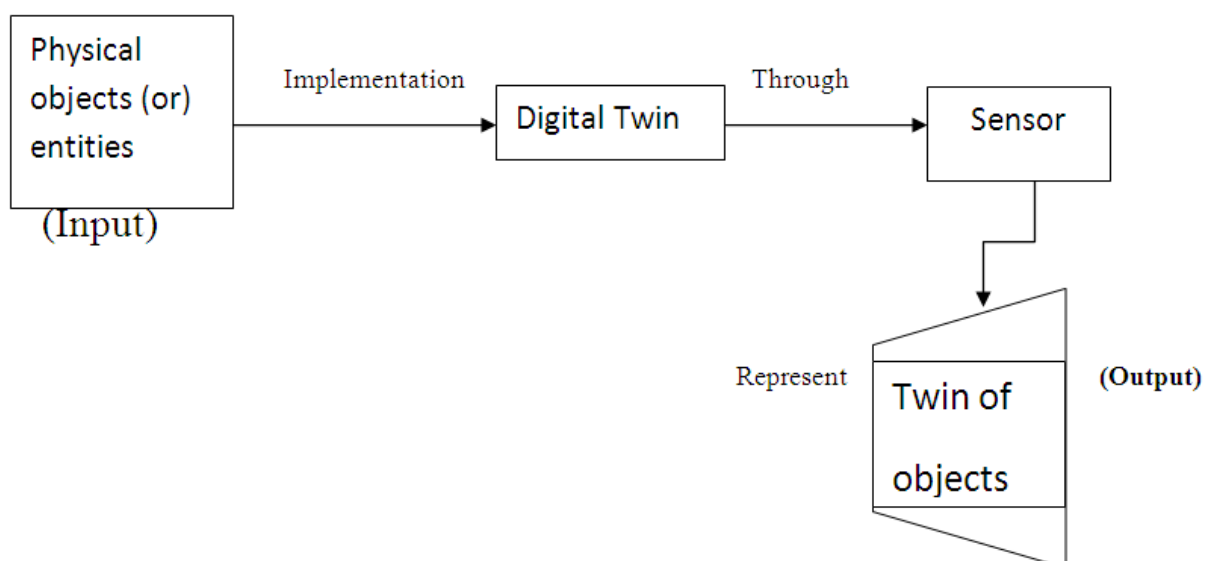 Physical
objects (or)
entities
(Input)
Implementation
Digital Twin
Through
Sensor
Represent
Twin of
objects
(Output)